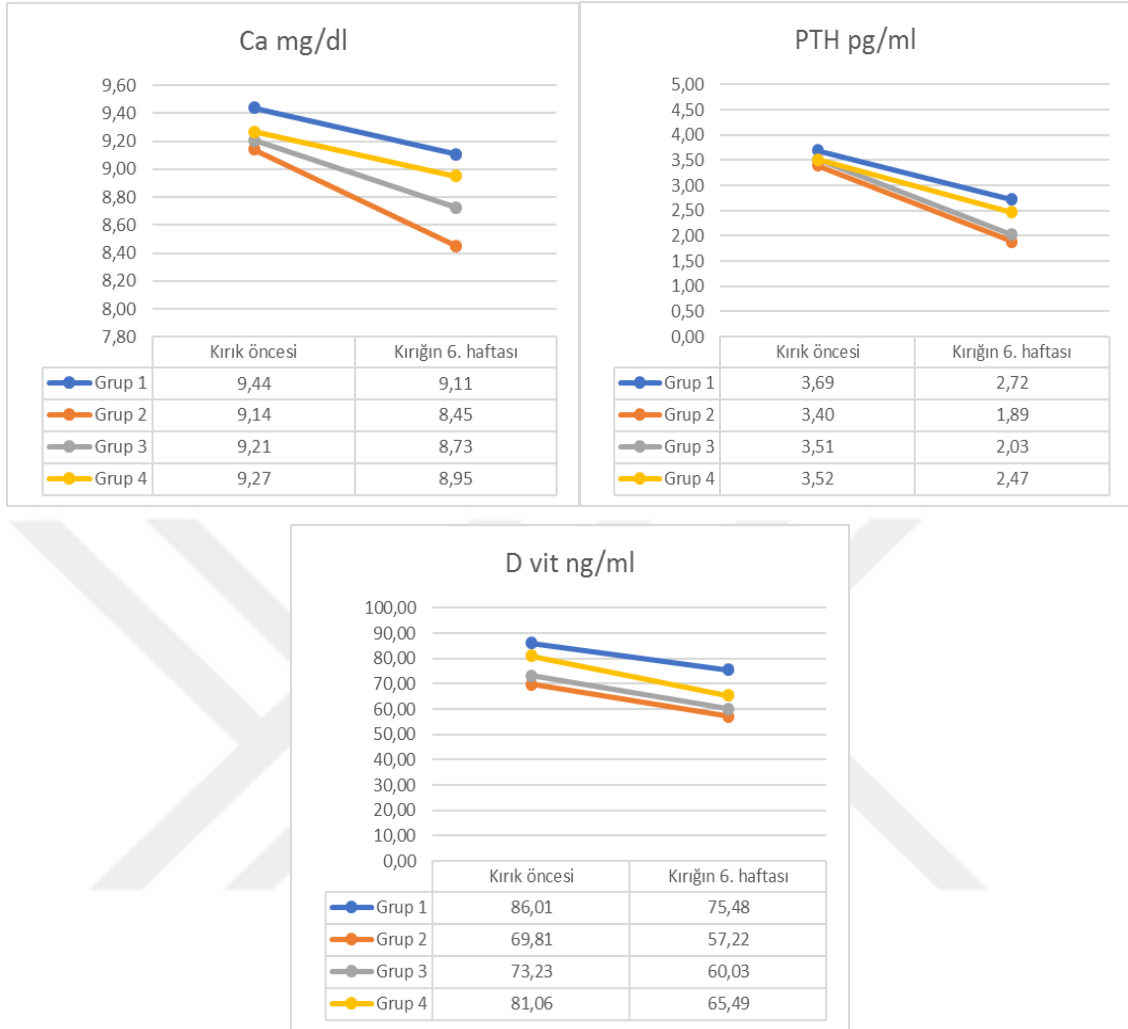 Ca mg/dl
9,60
9,40
9,20
9,00
8,80
8,60
8,40
8,20
8,00
7,80
Kırık öncesi Kırığın 6. haftası
Grup 1 9,44 9,11
Grup 2 9,14 8,45
Grup 3 9,21 8,73
Grup 4 9,27 8,95
PTH pg/ml
5,00
4,50
4,00
3,50
3,00
2,50
2,00
1,50
1,00
0,50
0,00
Kırık öncesi Kırığın 6. haftası
Grup 1 3,69 2,72
Grup 2 3,40 1,89
Grup 3 3,51 2,03
Grup 4 3,52 2,47
D vit ng/ml
100,00
90,00
80,00
70,00
60,00
50,00
40,00
30,00
20,00
10,00
0,00
Kırık öncesi Kırığın 6. haftası
Grup 1 86,01 75,48
Grup 2 69,81 57,22
Grup 3 73,23 60,03
Grup 4 81,06 65,49